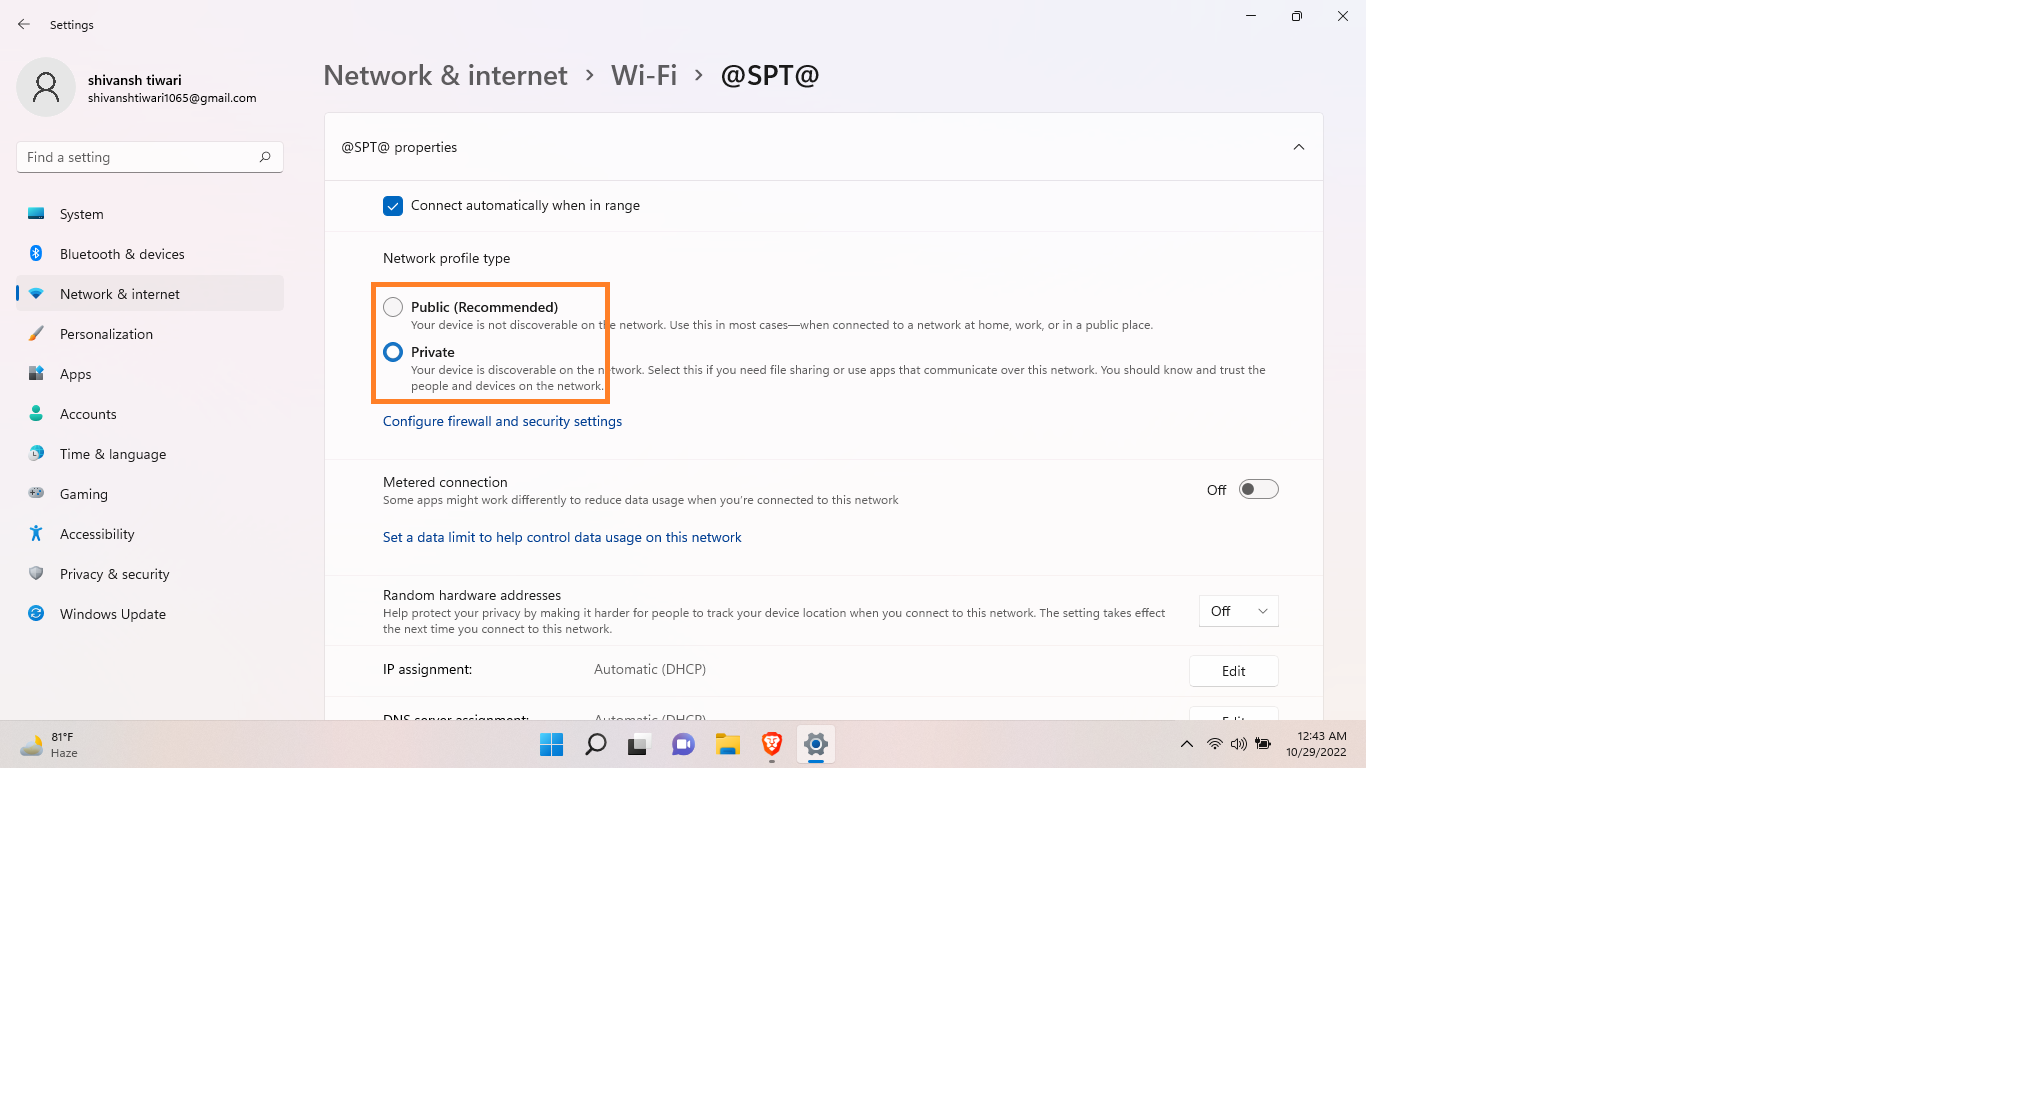 Settings
shivansh tiwari
shivanshtiwari1065@gmail.com
Find a setting
System
Bluetooth & devices
Network & internet
Personalization
Apps
Accounts
Time & language
Gaming
Accessibility
Privacy & security
Windows Update
Network & internet > Wi-Fi > @SPT@
@SPT@ properties
Connect automatically when in range
Network profile type
Public (Recommended)
Your device is not discoverable on the network. Use this in most cases—when connected to a network at home, work, or in a public place.
Private
Your device is discoverable on the network. Select this if you need file sharing or use apps that communicate over this network. You should know and trust the
people and devices on the network.
Configure firewall and security settings
Metered connection
Some apps might work differently to reduce data usage when you're connected to this network
Off
Set a data limit to help control data usage on this network
Random hardware addresses
Help protect your privacy by making it harder for people to track your device location when you connect to this network. The setting takes effect
the next time you connect to this network.
Off
IP assignment: Automatic (DHCP) Edit
DNS server assignment: Automatic (DHCP) Edit
81°F
Haze
12:43 AM
10/29/2022